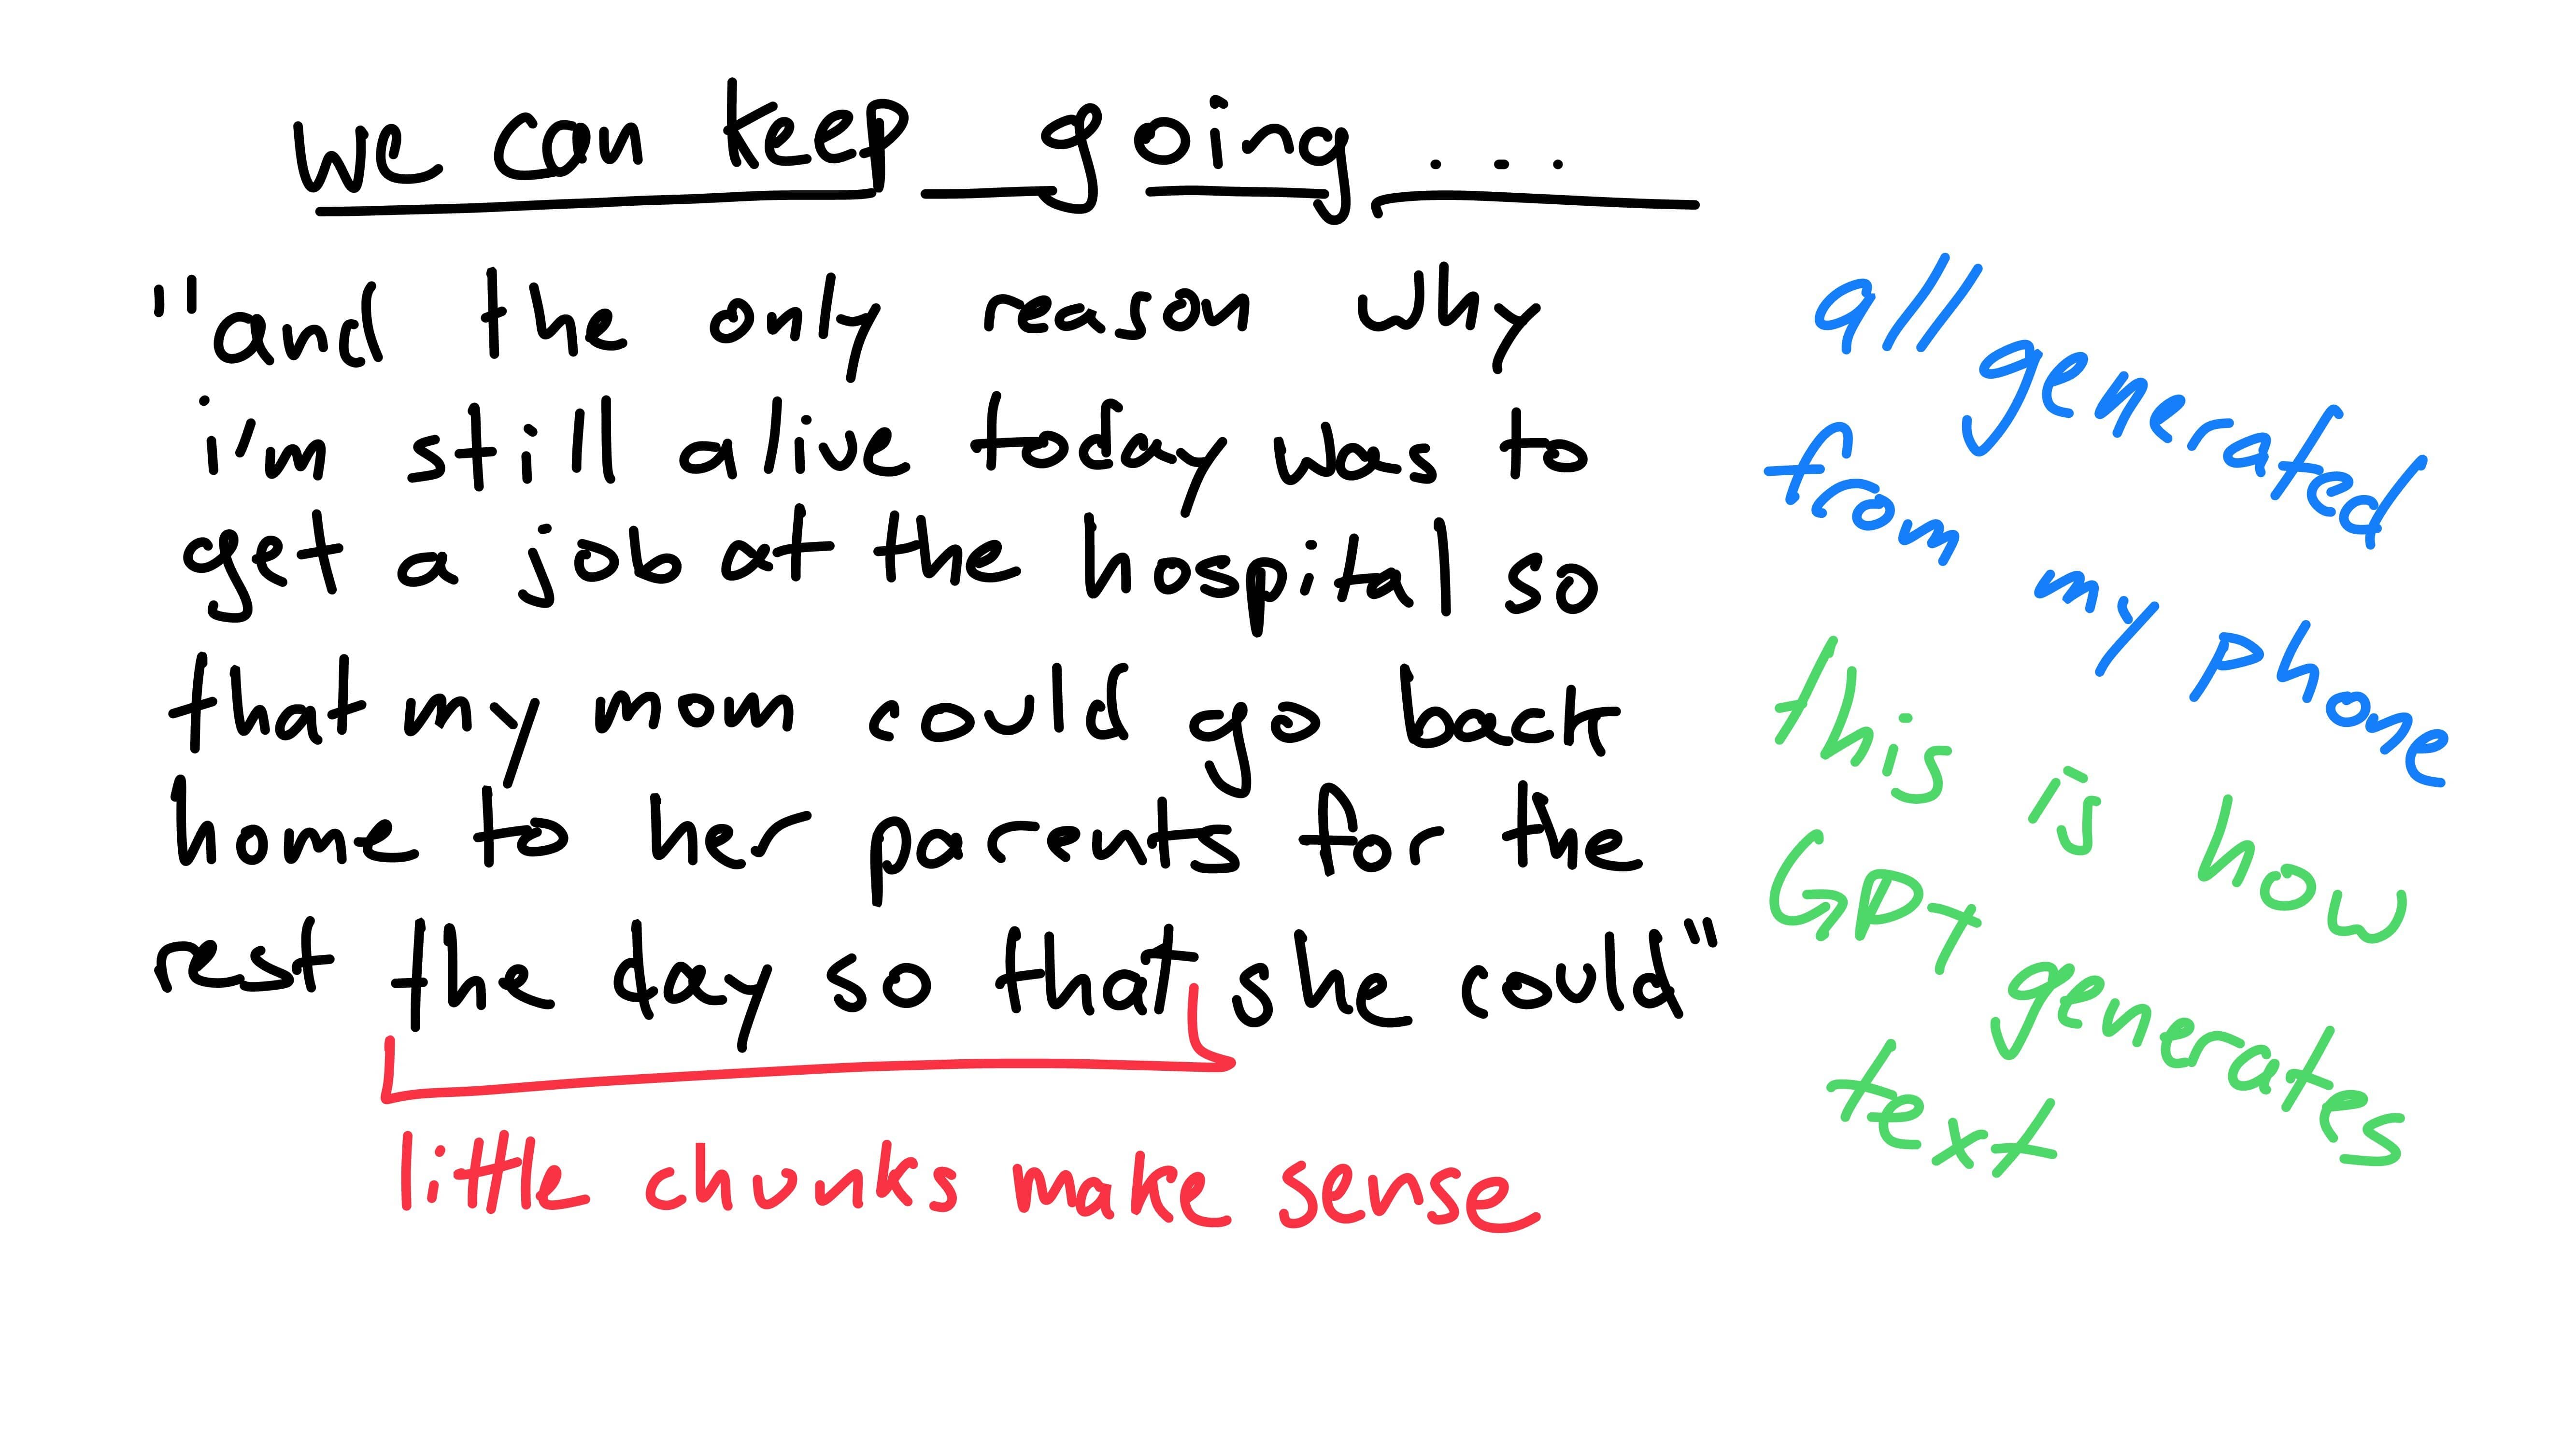 we can keep going...
"and the only reason why
i'm still alive today was to
get a job at the hospital so
that my mom could go back
home to her parents for the
rest the day so that she could"
little chunks make sense
all generated
from my phone
this is how
GPT generates
text